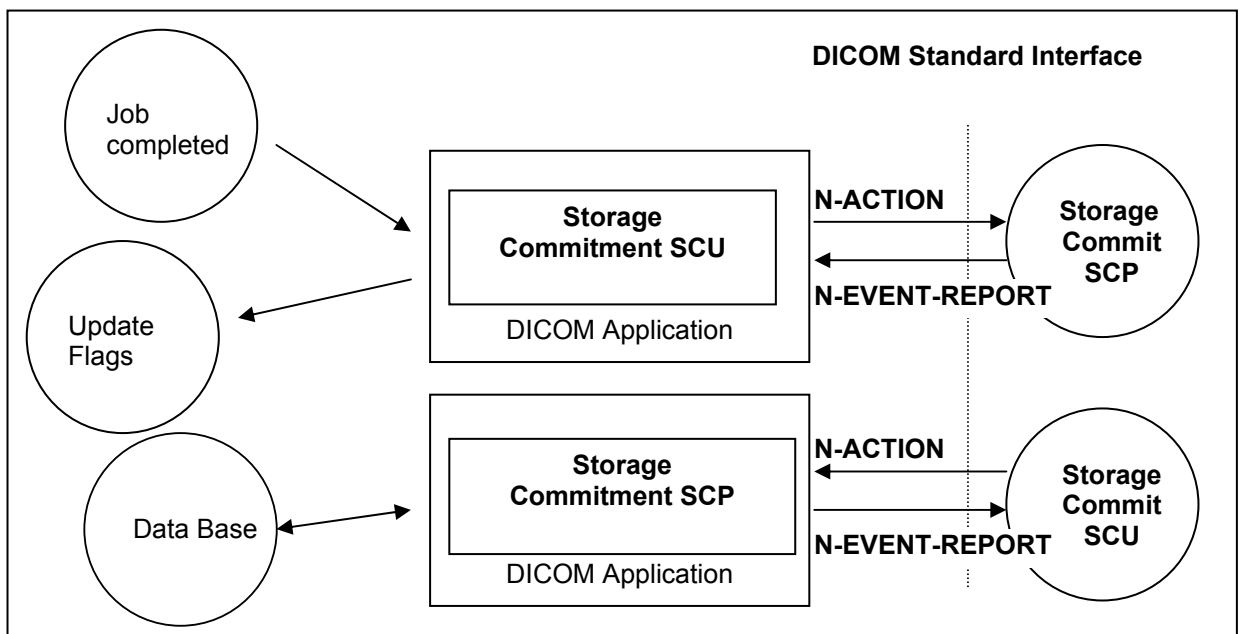 DICOM Standard Interface
Job
completed
Storage
Commitment SCU
DICOM Application
N-ACTION
N-EVENT-REPORT
Storage
Commit
SCP
Update
Flags
Data Base
Storage
Commitment SCP
DICOM Application
N-ACTION
N-EVENT-REPORT
Storage
Commit
SCU